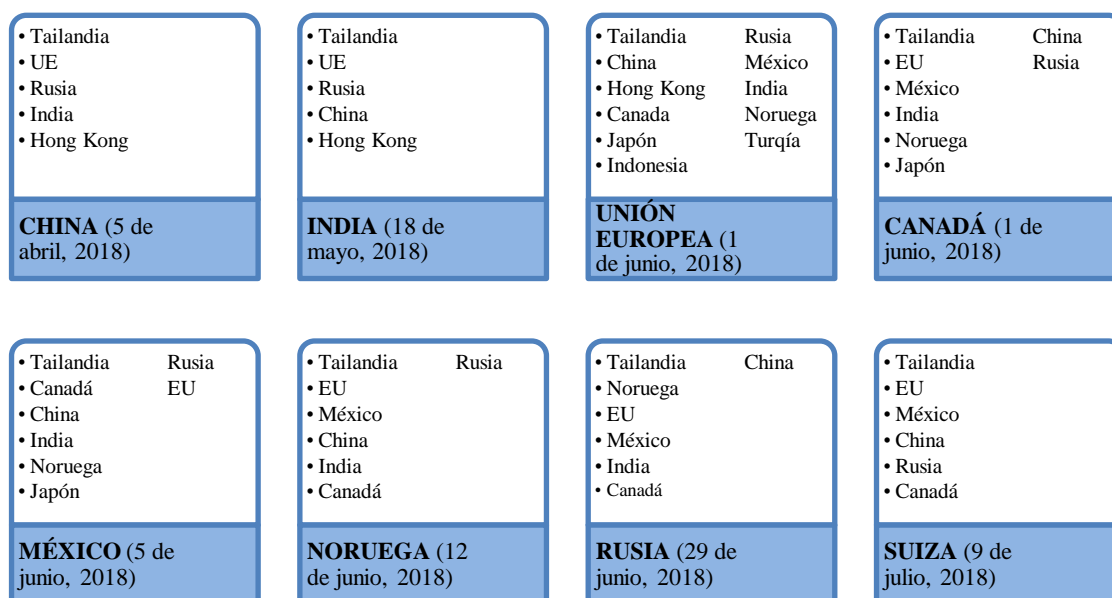 • Tailandia
• UE
• Rusia
• India
• Hong Kong
CHINA (5 de
abril, 2018)
• Tailandia
• UE
• Rusia
• China
• Hong Kong
INDIA (18 de
mayo, 2018)
• Tailandia Rusia
• China México
• Hong Kong India
• Canada Noruega
• Japón Turqía
• Indonesia
UNIÓN
EUROPEA (1
de junio, 2018)
• Tailandia China
• EU Rusia
• México
• India
• Noruega
• Japón
CANADÁ (1 de
junio, 2018)
• Tailandia Rusia
• Canadá EU
• China
• India
• Noruega
• Japón
MÉXICO (5 de
junio, 2018)
• Tailandia Rusia
• EU
• México
• China
• India
• Canadá
NORUEGA (12
de junio, 2018)
• Tailandia China
• Noruega
• EU
• México
• India
• Canadá
RUSIA (29 de
junio, 2018)
• Tailandia
• EU
• México
• China
• Rusia
• Canadá
SUIZA (9 de
julio, 2018)